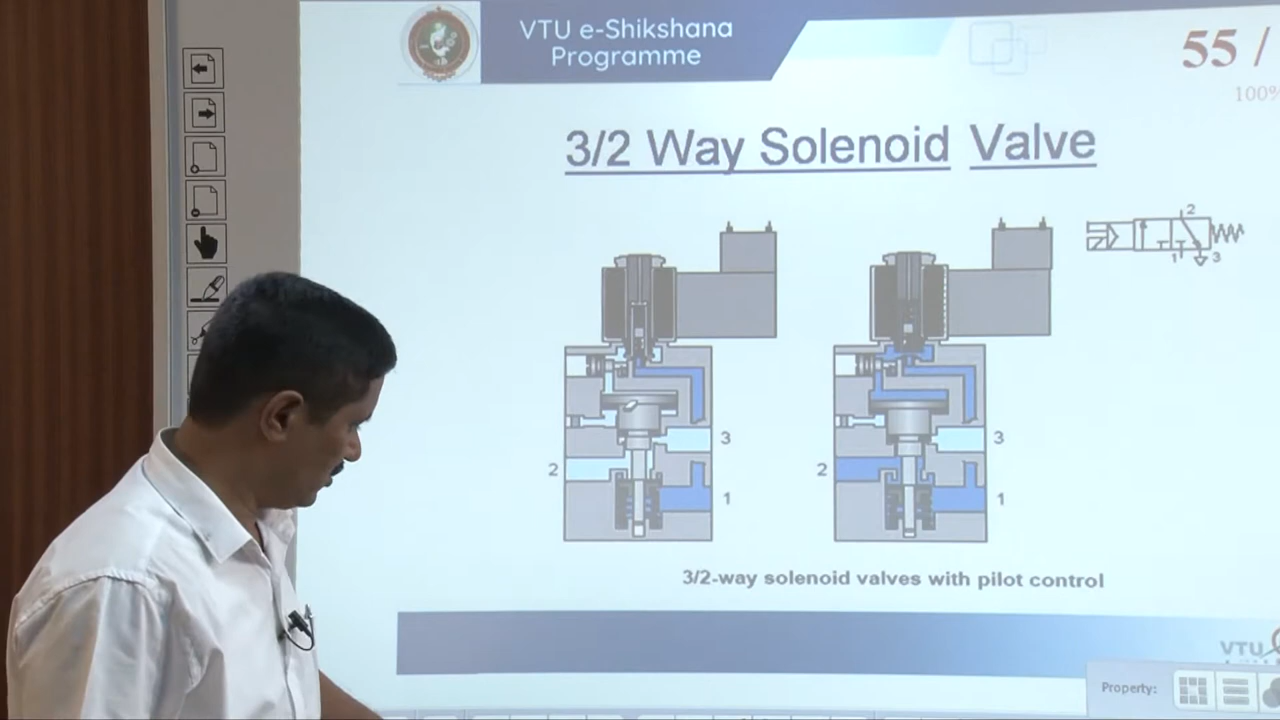 VTU e-Shikshana
Programme
55 /
100%
3/2 Way Solenoid Valve
2
1
3
3
2
1
3
2
1
3/2-way solenoid valves with pilot control
VTU
Property: